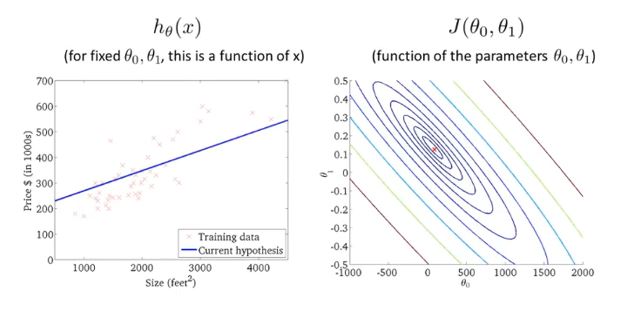 hθ(x)
(for fixed θ0, θ1, this is a function of x)
700
600
500
400
300
200
100
0
Price $ (in 1000s)
1000 2000 3000 4000
Size (feet²)
Training data
Current hypothesis
J(θ0, θ1)
(function of the parameters θ0, θ1)
0.5
0.4
0.3
0.2
0.1
0
-0.1
-0.2
-0.3
-0.4
-0.5
θ1
-1000 -500 0 500 1000 1500 2000
θ0